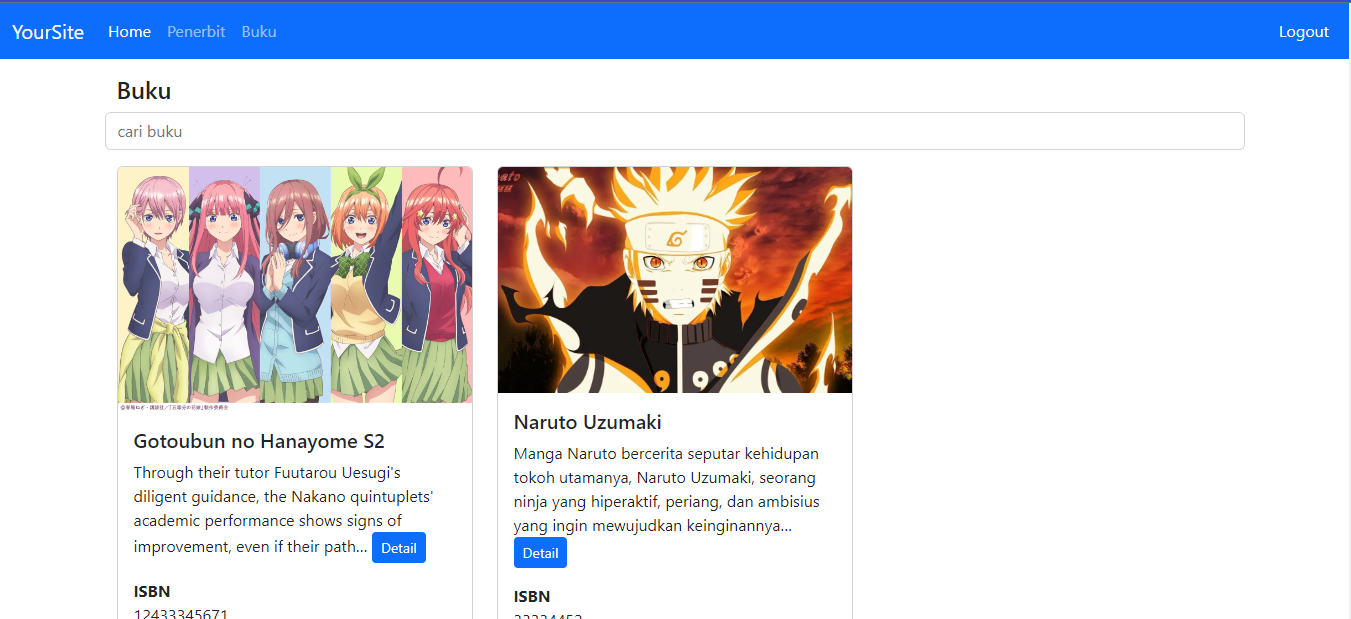 YourSite Home Penerbit Buku Logout
Buku
cari buku
Gotoubun no Hanayome S2
Through their tutor Fuutarou Uesugi's
diligent guidance, the Nakano quintuplets'
academic performance shows signs of
improvement, even if their path... Detail
ISBN
12433345671
Naruto Uzumaki
Manga Naruto bercerita seputar kehidupan
tokoh utamanya, Naruto Uzumaki, seorang
ninja yang hiperaktif, periang, dan ambisius
yang ingin mewujudkan keinginannya...
Detail
ISBN